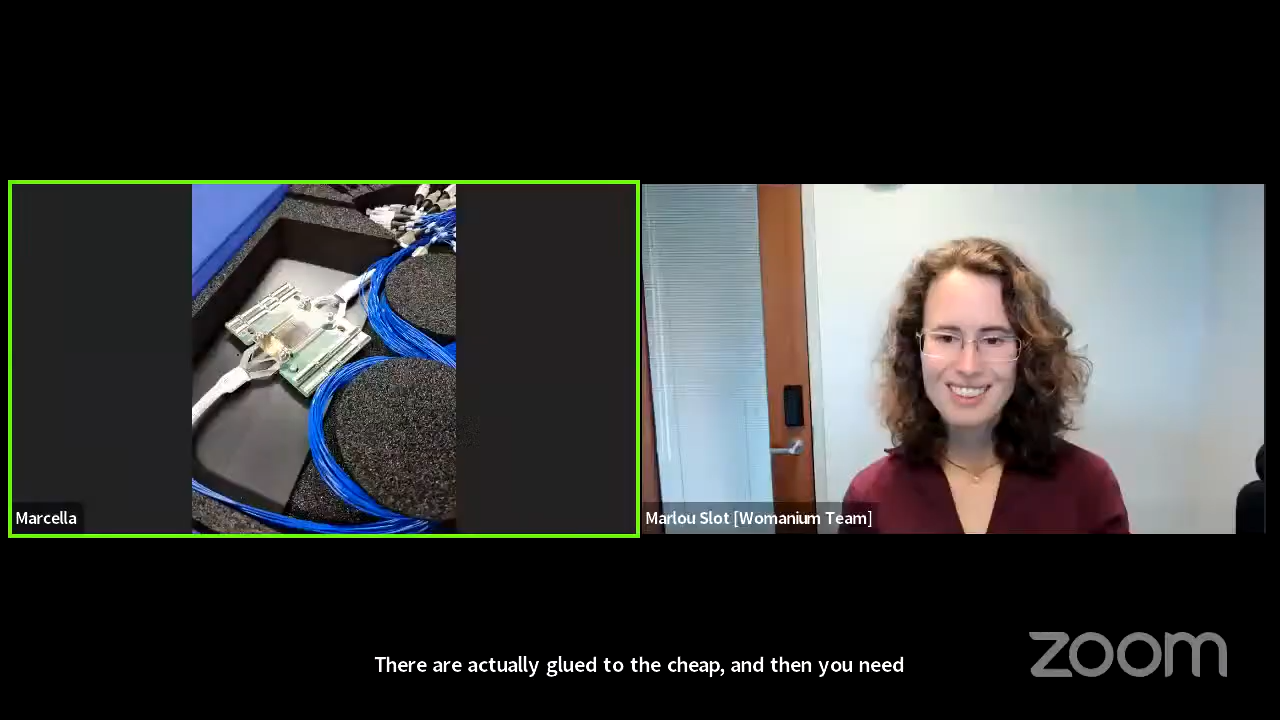 Marcella
Marlou Slot [Womanium Team]
There are actually glued to the cheap, and then you need
zoom